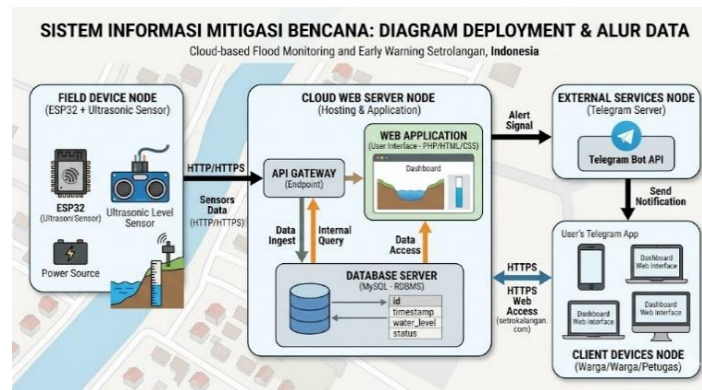 SISTEM INFORMASI MITIGASI BENCANA: DIAGRAM DEPLOYMENT & ALUR DATA
Cloud-based Flood Monitoring and Early Warning Setrolangan, Indonesia
FIELD DEVICE NODE
(ESP32 + Ultrasonic Sensor)
ESP32
(Ultrason/Sensor)
Ultrasonic Level
Sensor
Power Source
HTTP/HTTPS
Sensors
Data
(HTTP/HTTPS)
CLOUD WEB SERVER NODE
(Hosting & Application)
API GATEWAY
(Endpoint)
WEB APPLICATION
(User Interface - PHP/HTML/CSS)
Dashboard
Data
Ingest
Internal
Query
Data
Access
DATABASE SERVER
(MySQL - RDBMS)
id
timestamp
water_level
status
Alert
Signal
EXTERNAL SERVICES NODE
(Telegram Server)
Telegram Bot API
Send
Notification
HTTPS
HTTPS
Web
Access
(setrokalangan.
com)
User's Telegram App
Dashboard
Web Interface
Dashboard
Web Interface
Dashboard
Web Interface
CLIENT DEVICES NODE
(Warga/Warga/Petugas)